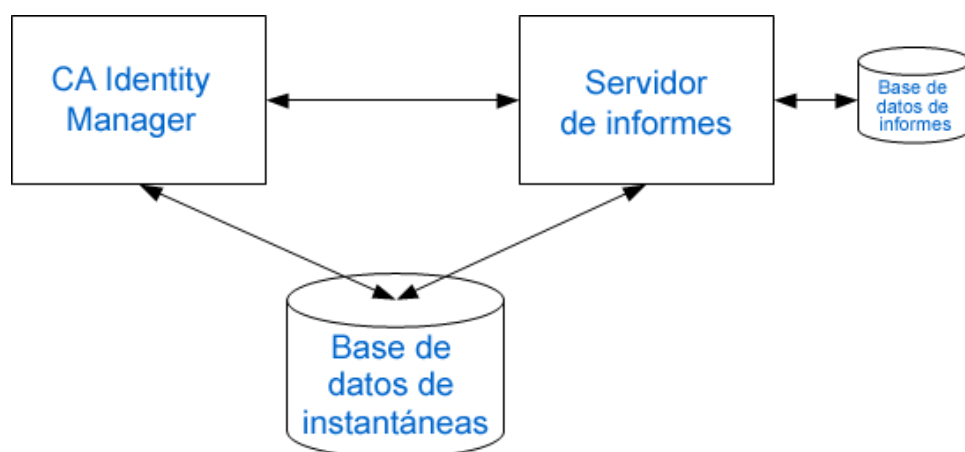 CA Identity
Manager
Servidor
de informes
Base de
datos de
informes
Base de
datos de
instantáneas